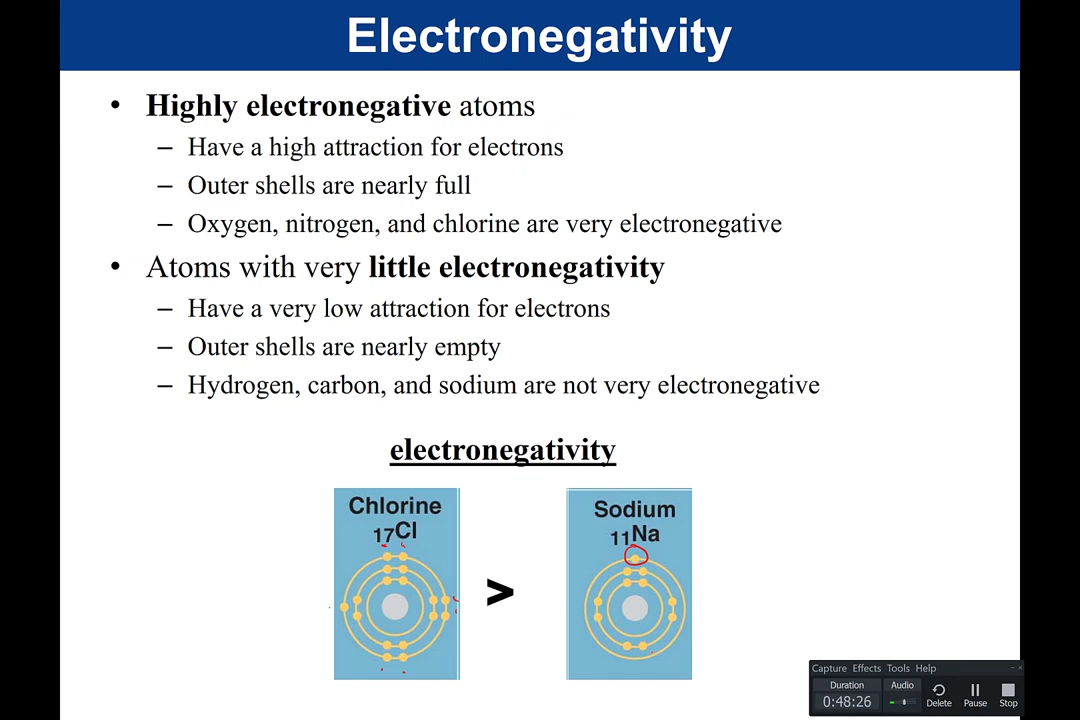 Electronegativity
• Highly electronegative atoms
– Have a high attraction for electrons
– Outer shells are nearly full
– Oxygen, nitrogen, and chlorine are very electronegative
• Atoms with very little electronegativity
– Have a very low attraction for electrons
– Outer shells are nearly empty
– Hydrogen, carbon, and sodium are not very electronegative
electronegativity
Chlorine
17Cl
>
Sodium
11Na
Capture Effects Tools Help
Duration
0:48:26
Audio
Delete
Pause
Stop